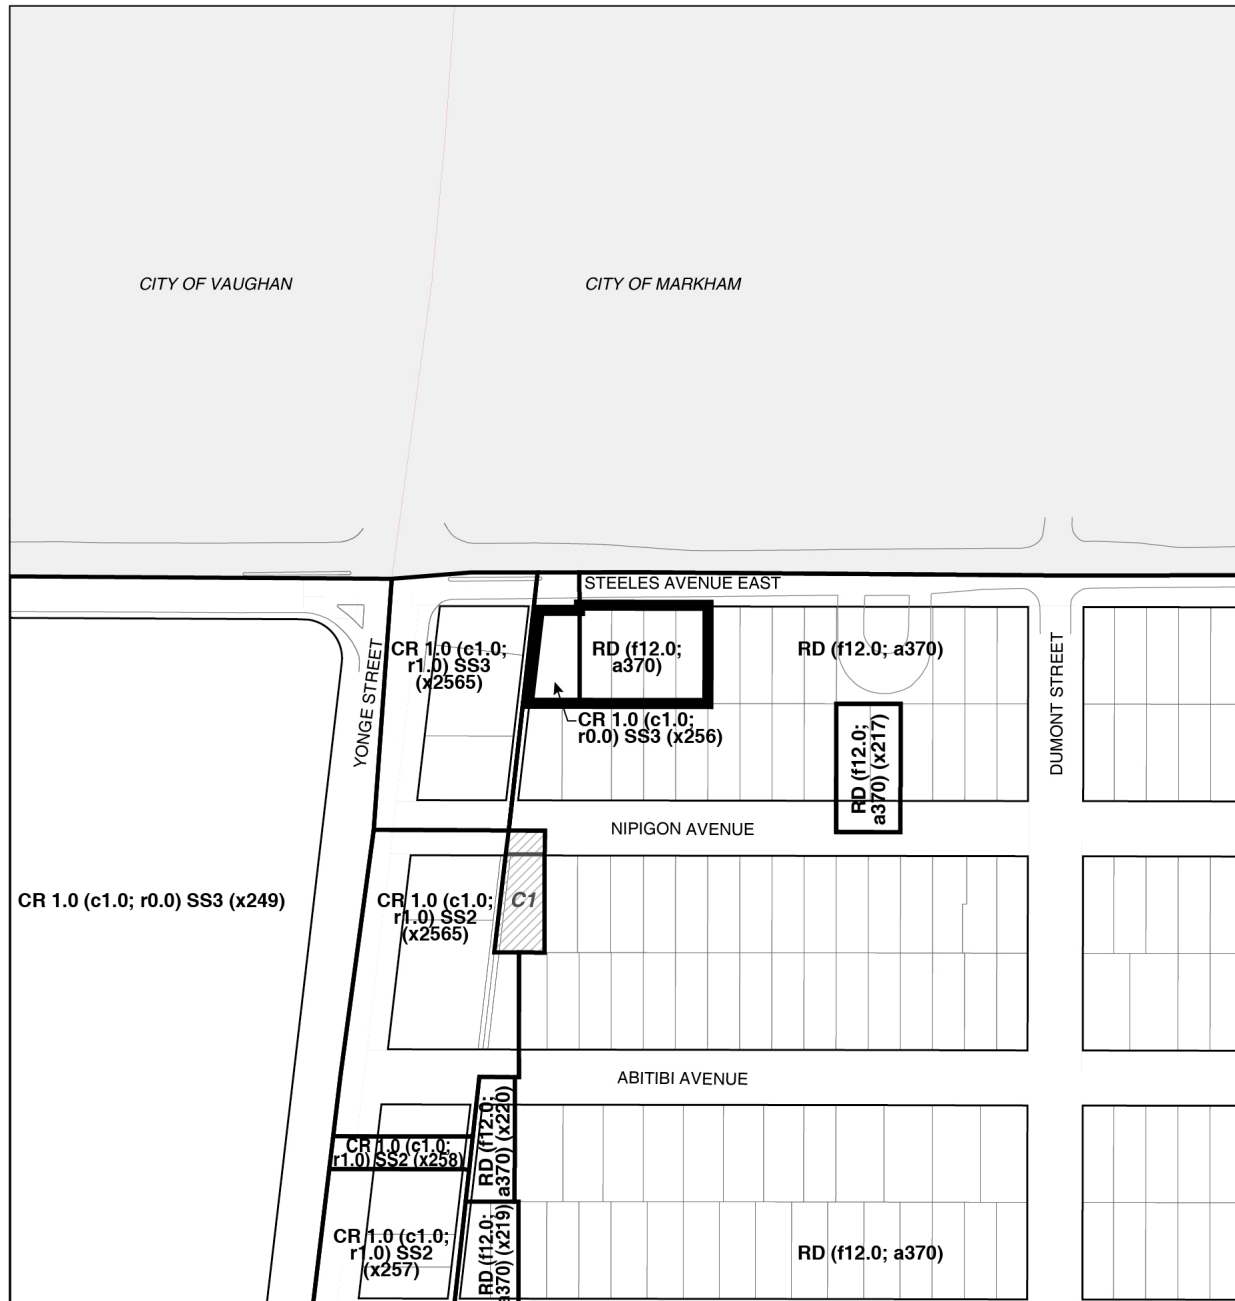 CITY OF VAUGHAN
CITY OF MARKHAM
STEELES AVENUE EAST
YONGE STREET
CR 1.0 (c1.0;
r1.0) SS3
(x2565)
RD (f12.0;
a370)
RD (f12.0; a370)
DUMONT STREET
CR 1.0 (c1.0;
r0.0) SS3 (x256)
RD (f12.0;
a370) (x217)
NIPIGON AVENUE
CR 1.0 (c1.0; r0.0) SS3 (x249)
CR 1.0 (c1.0;
r1.0) SS2
(x2565)
C1
ABITIBI AVENUE
RD (f12.0;
a370) (x220)
CR 1.0 (c1.0;
r1.0) SS2 (x258)
CR 1.0 (c1.0;
r1.0) SS2
(x257)
RD (f12.0;
a370) (x219)
RD (f12.0; a370)